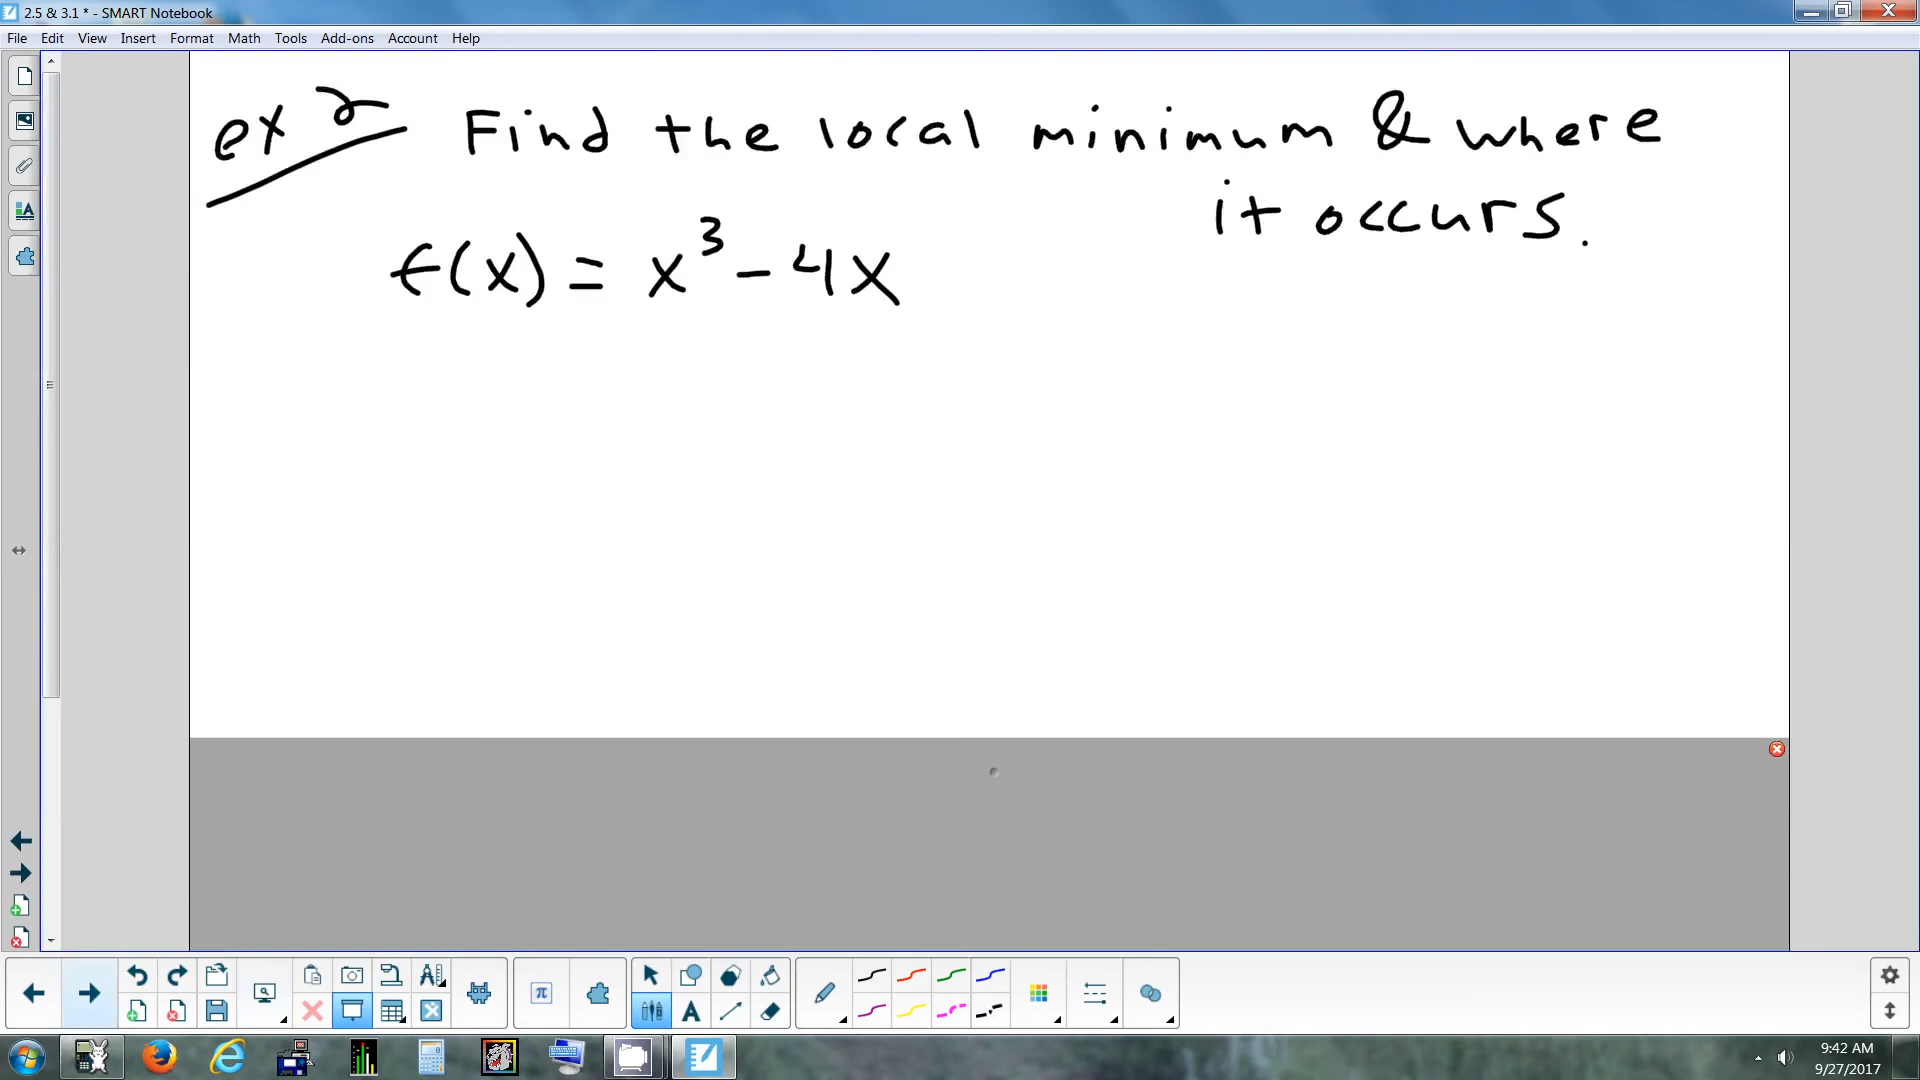 2.5 & 3.1 * - SMART Notebook
File Edit View Insert Format Math Tools Add-ons Account Help
ex 2 Find the local minimum & where
it occurs.
f(x) = x³ - 4x
π
A
9:42 AM
9/27/2017